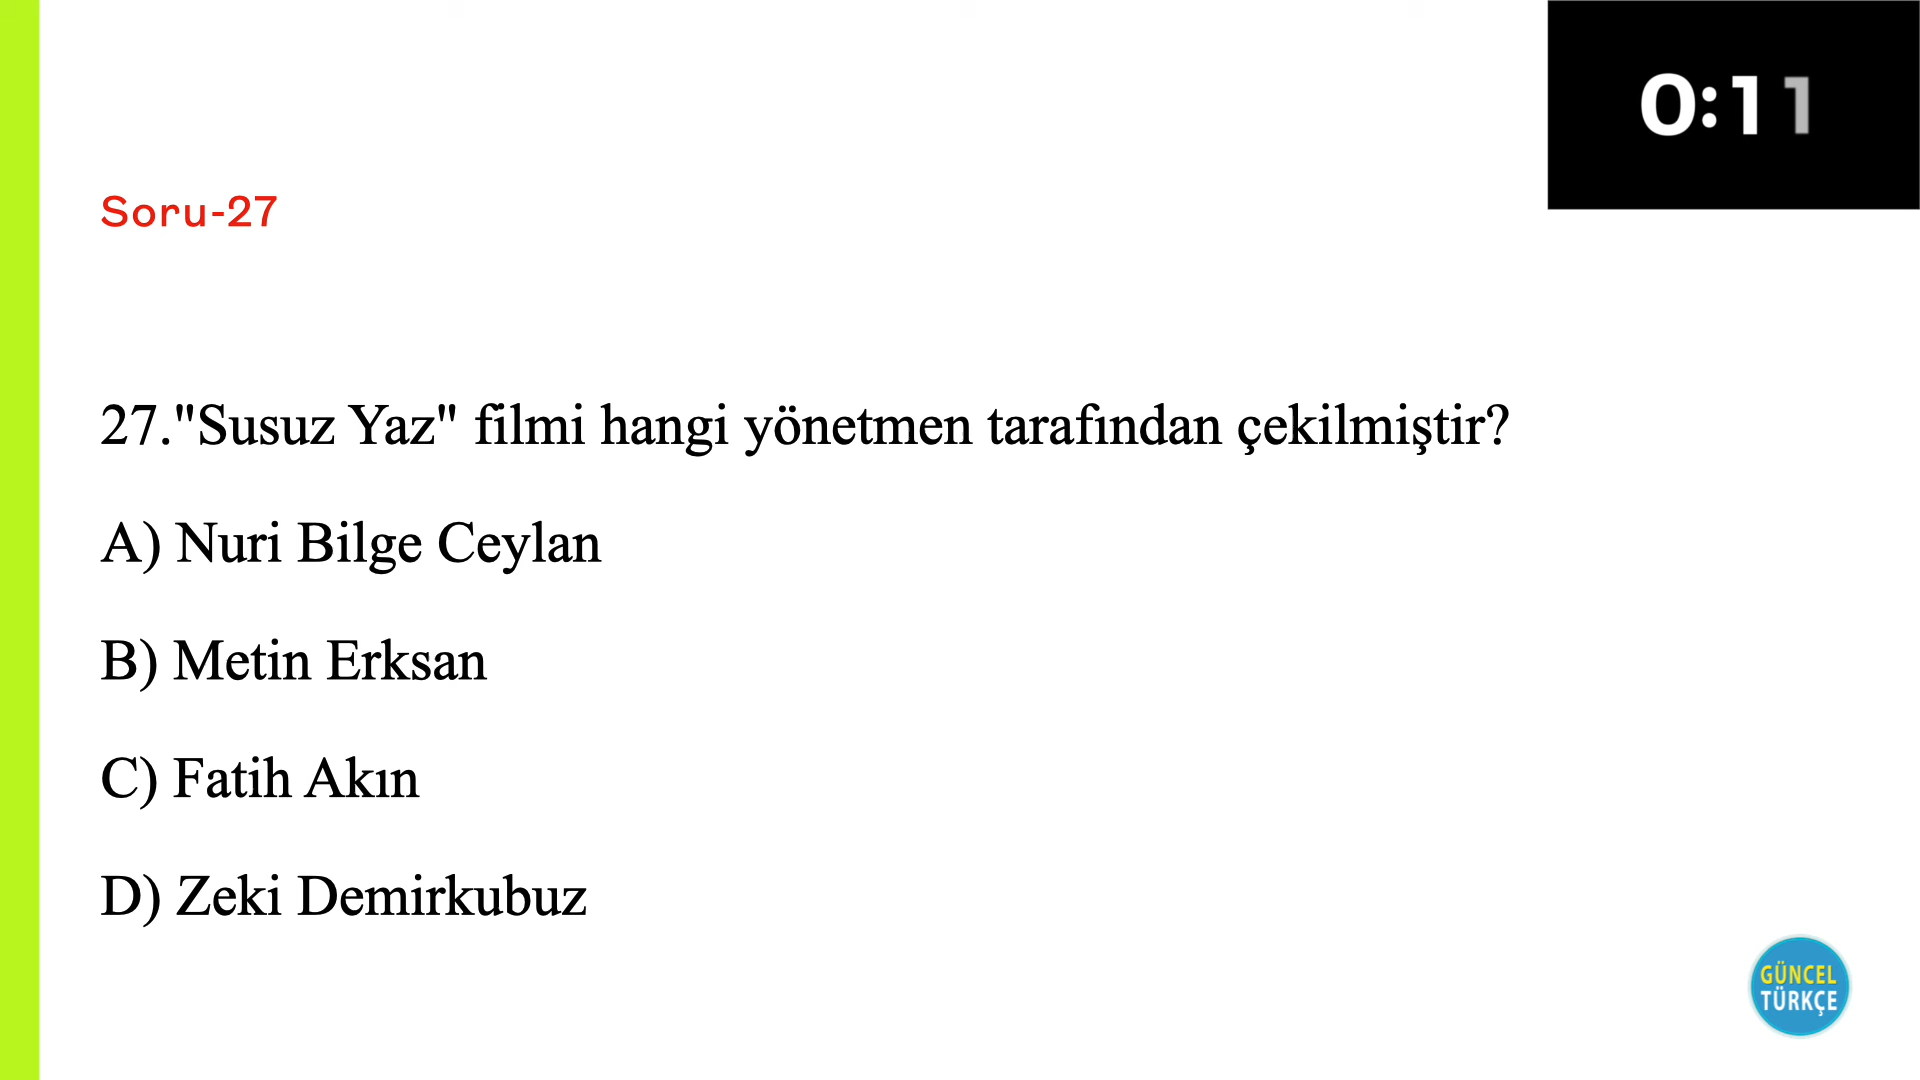 0:11
Soru-27
27."Susuz Yaz" filmi hangi yönetmen tarafından çekilmiştir?
A) Nuri Bilge Ceylan
B) Metin Erksan
C) Fatih Akın
D) Zeki Demirkubuz
GÜNCEL
TÜRKÇE